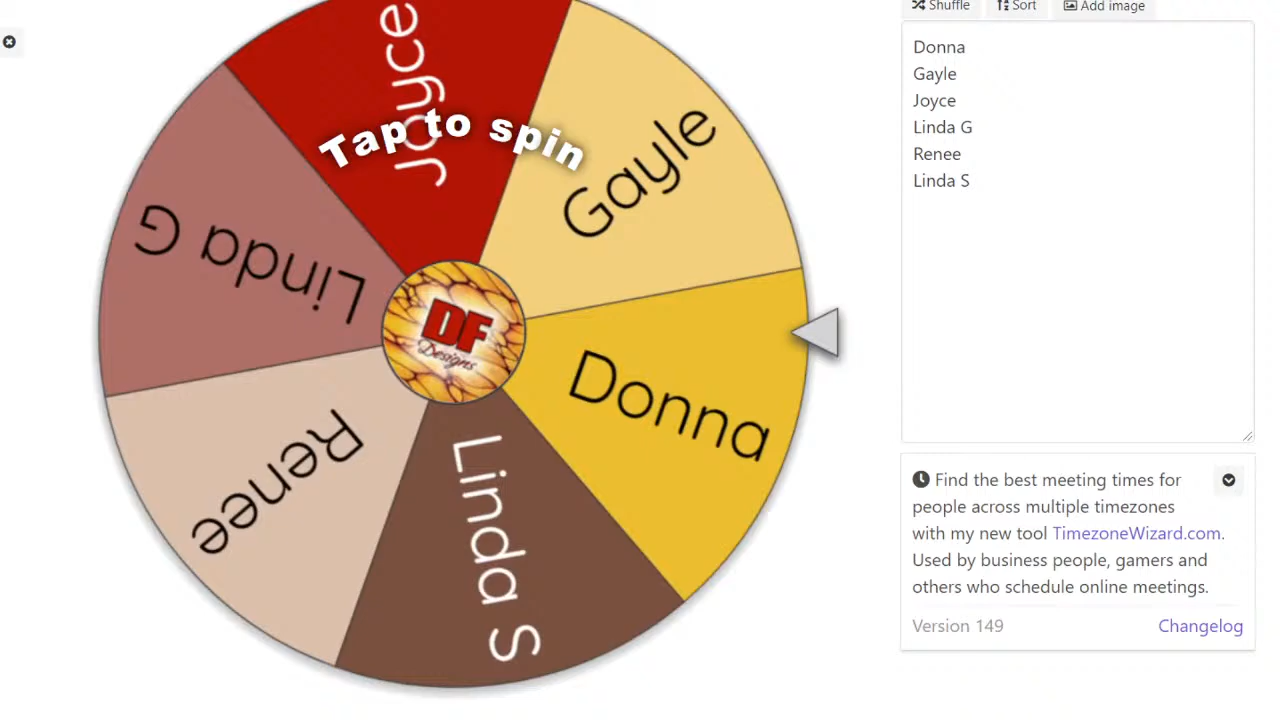 Shuffle
Sort
Add image
Joyce
Tap to spin
Gayle
Linda G
DF
Designs
Donna
Renee
Linda S
Donna
Gayle
Joyce
Linda G
Renee
Linda S
Find the best meeting times for
people across multiple timezones
with my new tool TimezoneWizard.com.
Used by business people, gamers and
others who schedule online meetings.
Version 149
Changelog